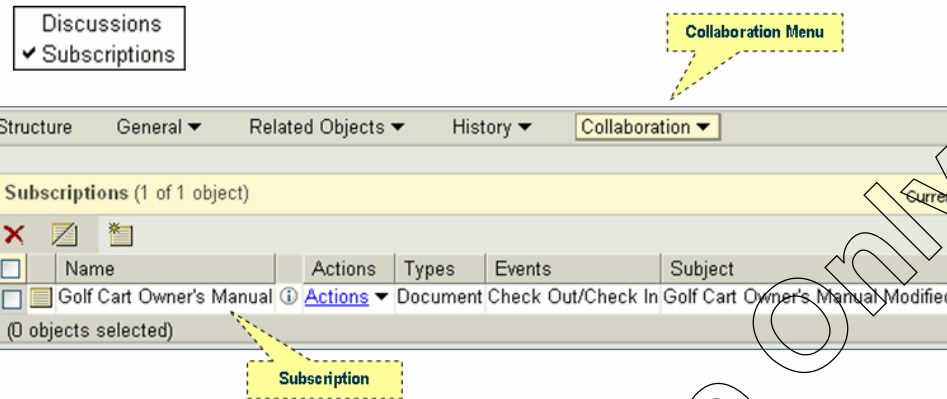 Discussions
✔ Subscriptions
Collaboration Menu
Structure General ▼ Related Objects ▼ History ▼ Collaboration ▼
Subscriptions (1 of 1 object) Curre
Name Actions Types Events Subject
Golf Cart Owner's Manual Actions ▼ Document Check Out/Check In Golf Cart Owner's Manual Modified
(0 objects selected)
Subscription
Only